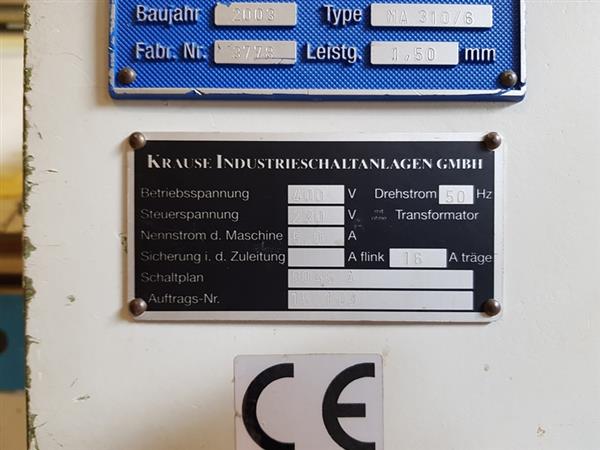 Baujahr 2003 Type MA 310/6
Fabr. Nr. 3778 Leistg. 1,50 mm
KRAUSE INDUSTRIESCHALTANLAGEN GMBH
Betriebsspannung 400 V Drehstrom 50 Hz
Steuerspannung 230 V mit ohne Transformator
Nennstrom d. Maschine A
Sicherung i. d. Zuleitung A flink 16 A träge
Schaltplan
Auftrags-Nr.
CE